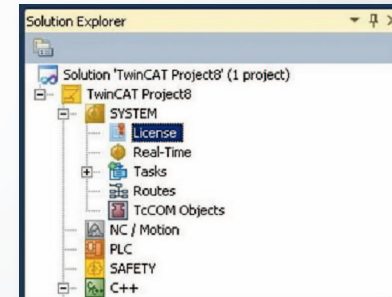 Solution Explorer
Solution 'TwinCAT Project8' (1 project)
TwinCAT Project8
SYSTEM
License
Real-Time
Tasks
Routes
TcCOM Objects
NC / Motion
PLC
SAFETY
C++